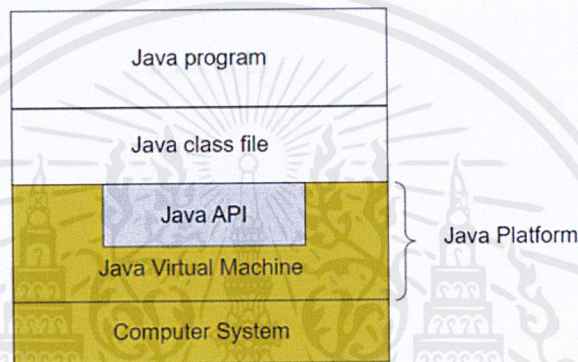 Java program
Java class file
Java API
Java Platform
Java Virtual Machine
Computer System